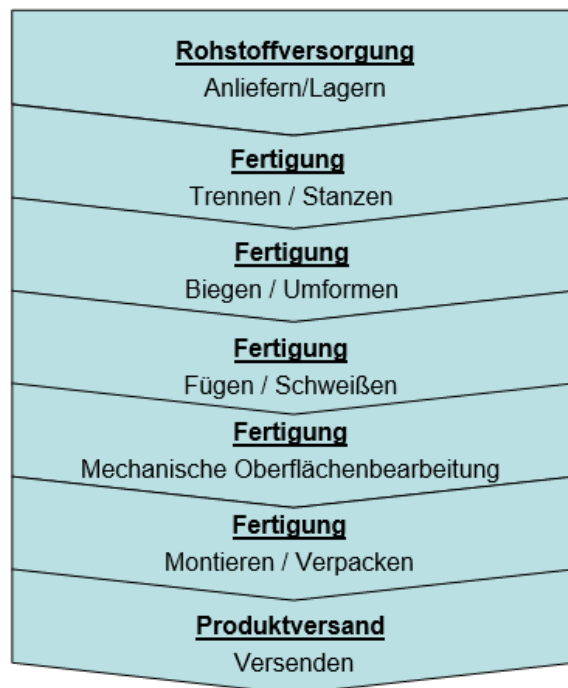 Rohstoffversorgung
Anliefern/Lagern
Fertigung
Trennen / Stanzen
Fertigung
Biegen / Umformen
Fertigung
Fügen / Schweißen
Fertigung
Mechanische Oberflächenbearbeitung
Fertigung
Montieren / Verpacken
Produktversand
Versenden